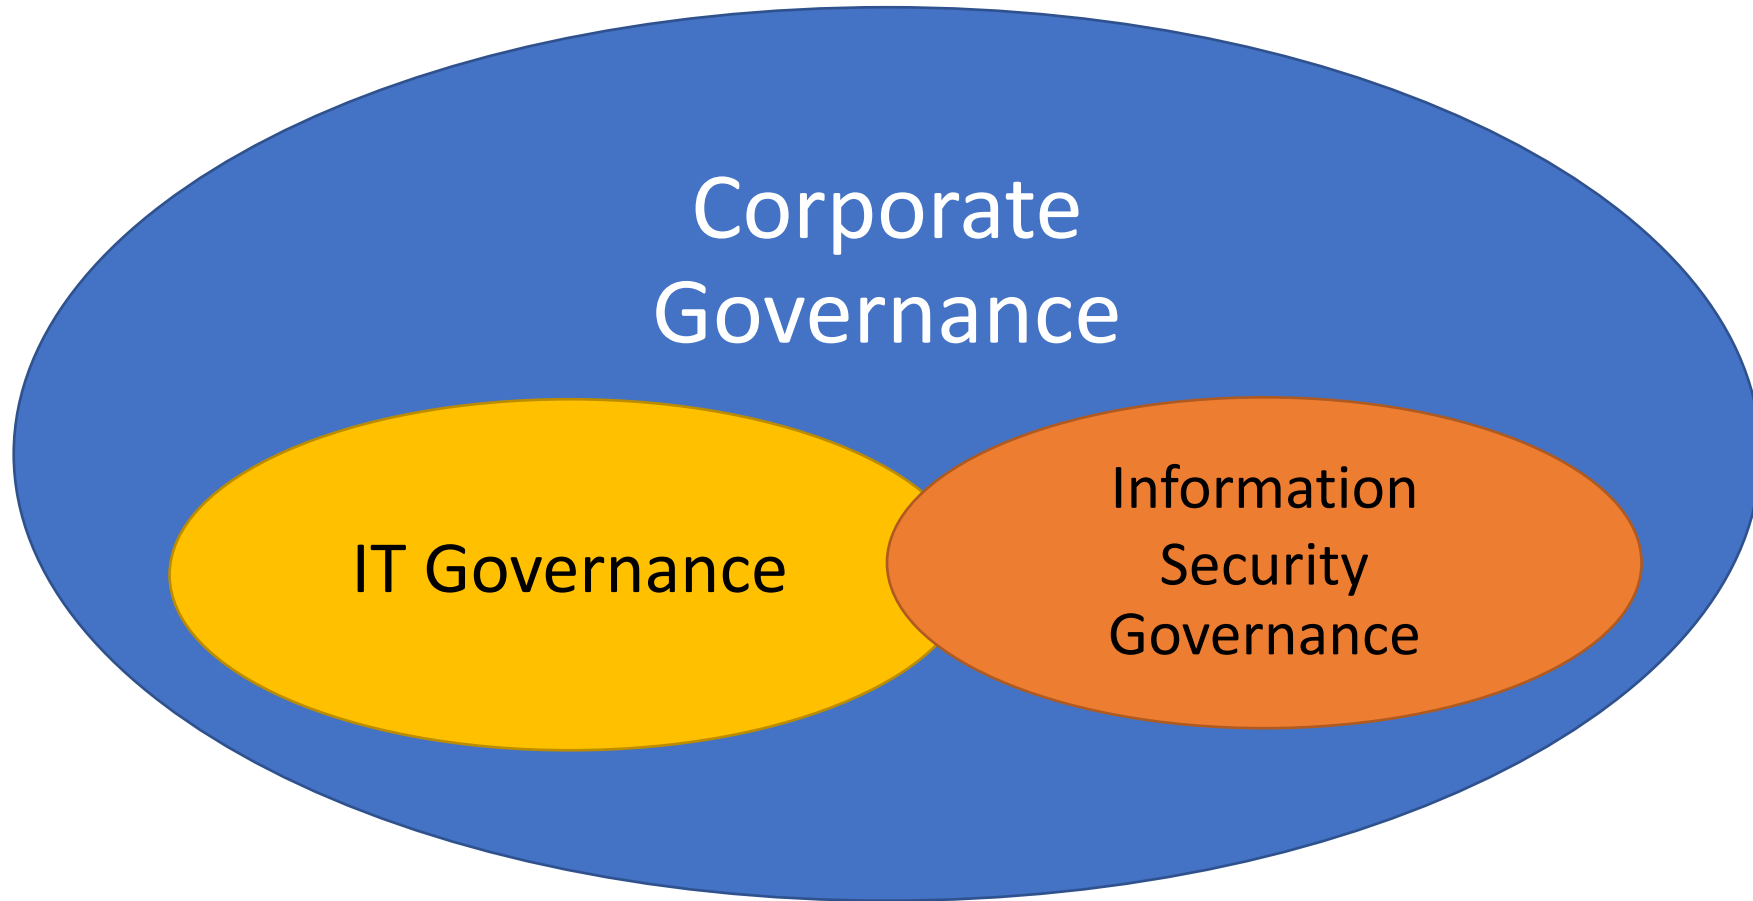 Corporate
Governance
IT Governance
Information
Security
Governance